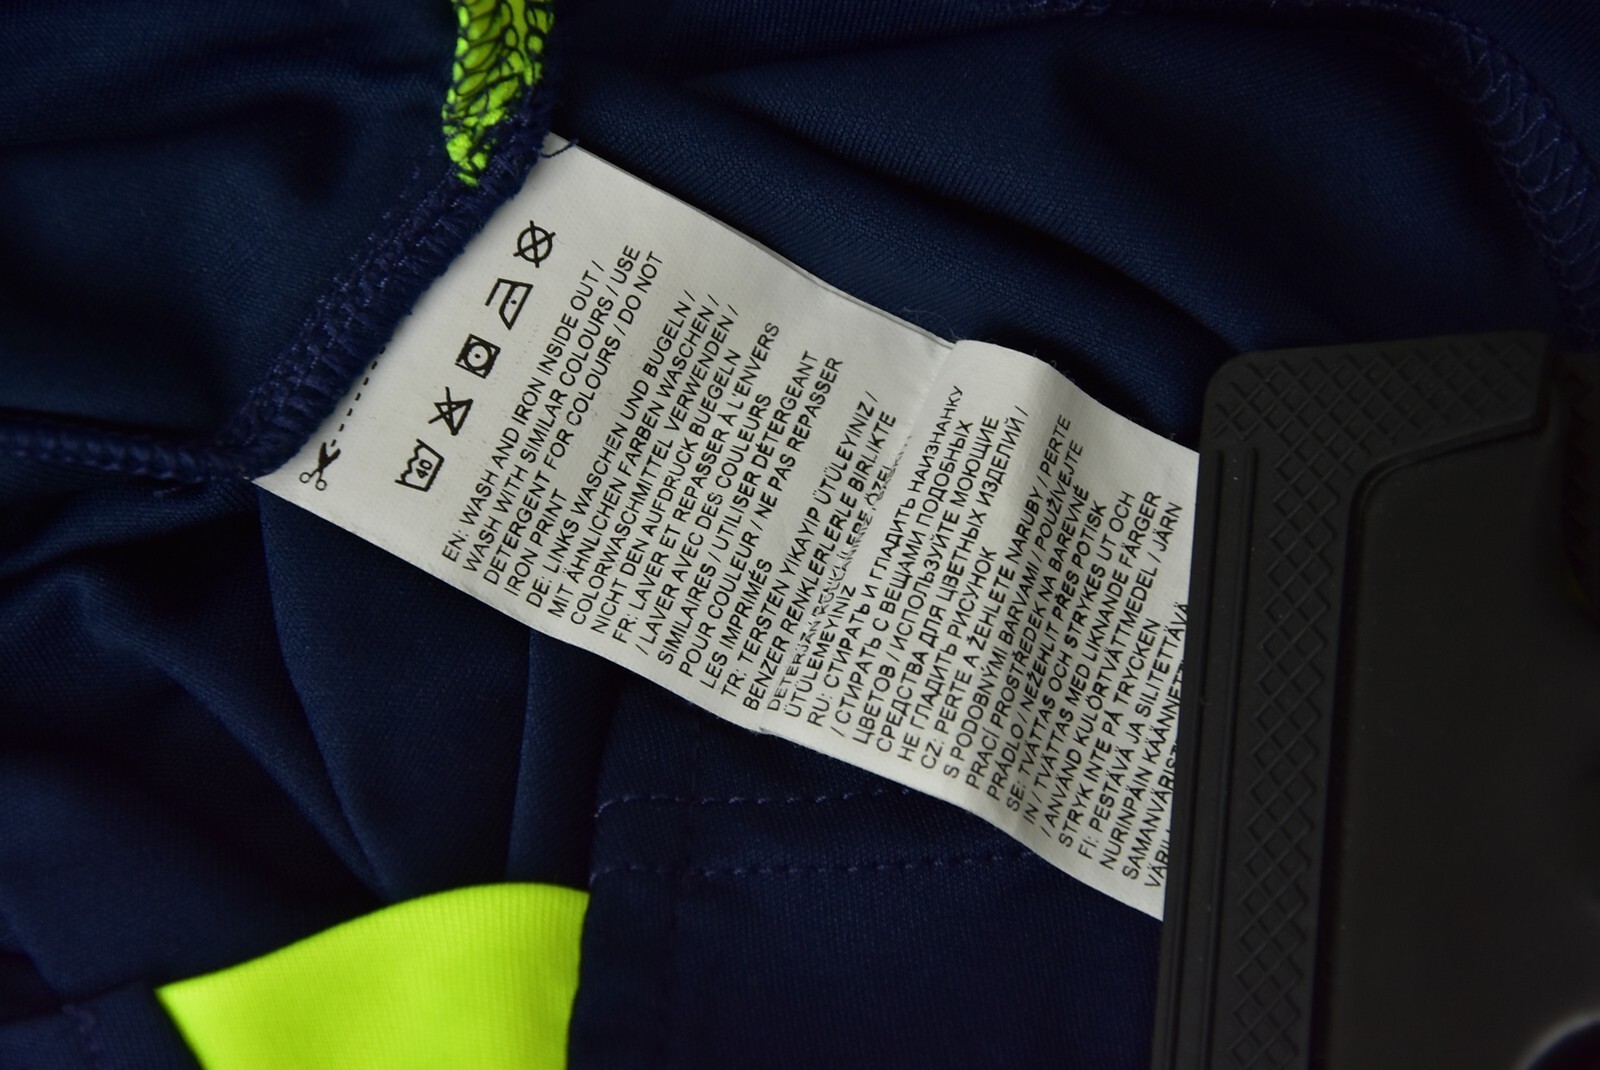 40
EN: WASH AND IRON INSIDE OUT /
WASH WITH SIMILAR COLOURS / USE
DETERGENT FOR COLOURS / DO NOT
IRON PRINT
DE: LINKS WASCHEN UND BÜGELN /
MIT ÄHNLICHEN FARBEN WASCHEN /
COLORWASCHMITTEL VERWENDEN /
NICHT DEN AUFDRUCK BUEGELN
FR: LAVER ET REPASSER À L'ENVERS
/ LAVER AVEC DES COULEURS
SIMILAIRES / UTILISER DÉTERGEANT
POUR COULEUR / NE PAS REPASSER
LES IMPRIMÉS
TR: TERSTEN YIKAYIP ÜTÜLEYINIZ /
BENZER RENKLERLERLE BIRLIKTE
ÜTÜLEMEYINIZ
RU: СТИРАТЬ И ГЛАДИТЬ НАИЗНАНКУ
/ СТИРАТЬ С ВЕЩАМИ ПОДОБНЫХ
ЦВЕТОВ / ИСПОЛЬЗУЙТЕ МОЮЩИЕ
СРЕДСТВА ДЛЯ ЦВЕТНЫХ ИЗДЕЛИЙ /
НЕ ГЛАДИТЬ РИСУНОК
CZ: PERTE A ŽEHLETE NARUBY / PERTE
S PODOBNÝMI BARVAMI / POUŽÍVEJTE
PRACÍ PROSTŘEDEK NA BAREVNÉ
PRÁDLO / NEŽEHLIT PŘES POTISK
SE: TVÄTTAS OCH STRYKES UT OCH
IN / TVÄTTAS MED LIKNANDE FÄRGER
/ ANVÄND KULÖRTVÄTTMEDEL / JÄRN
STRYK INTE PÅ TRYCKEN
FI: PESTÄVÄ JA SILITETTÄVÄ
NURINPÄIN KÄÄNNETTÄVÄ